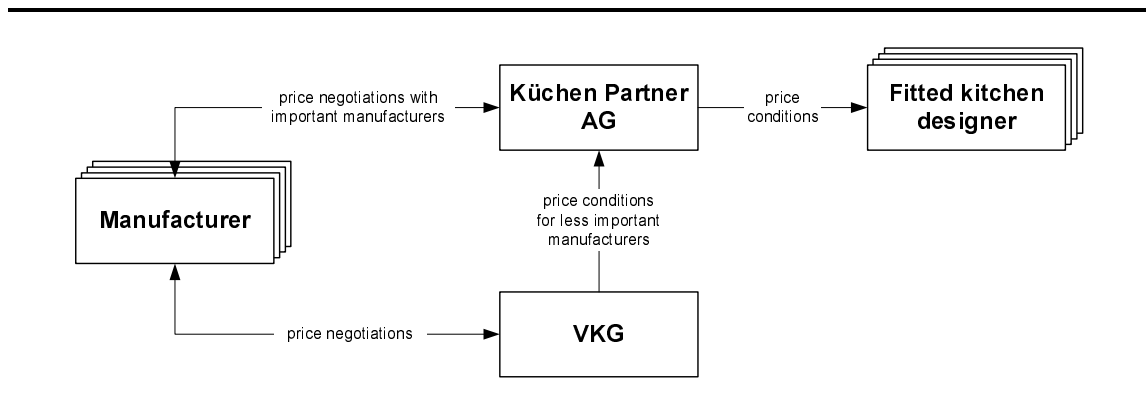 price negotiations with
important manufacturers
Küchen Partner
AG
price
conditions
Fitted kitchen
designer
Manufacturer
price conditions
for less important
manufacturers
price negotiations
VKG